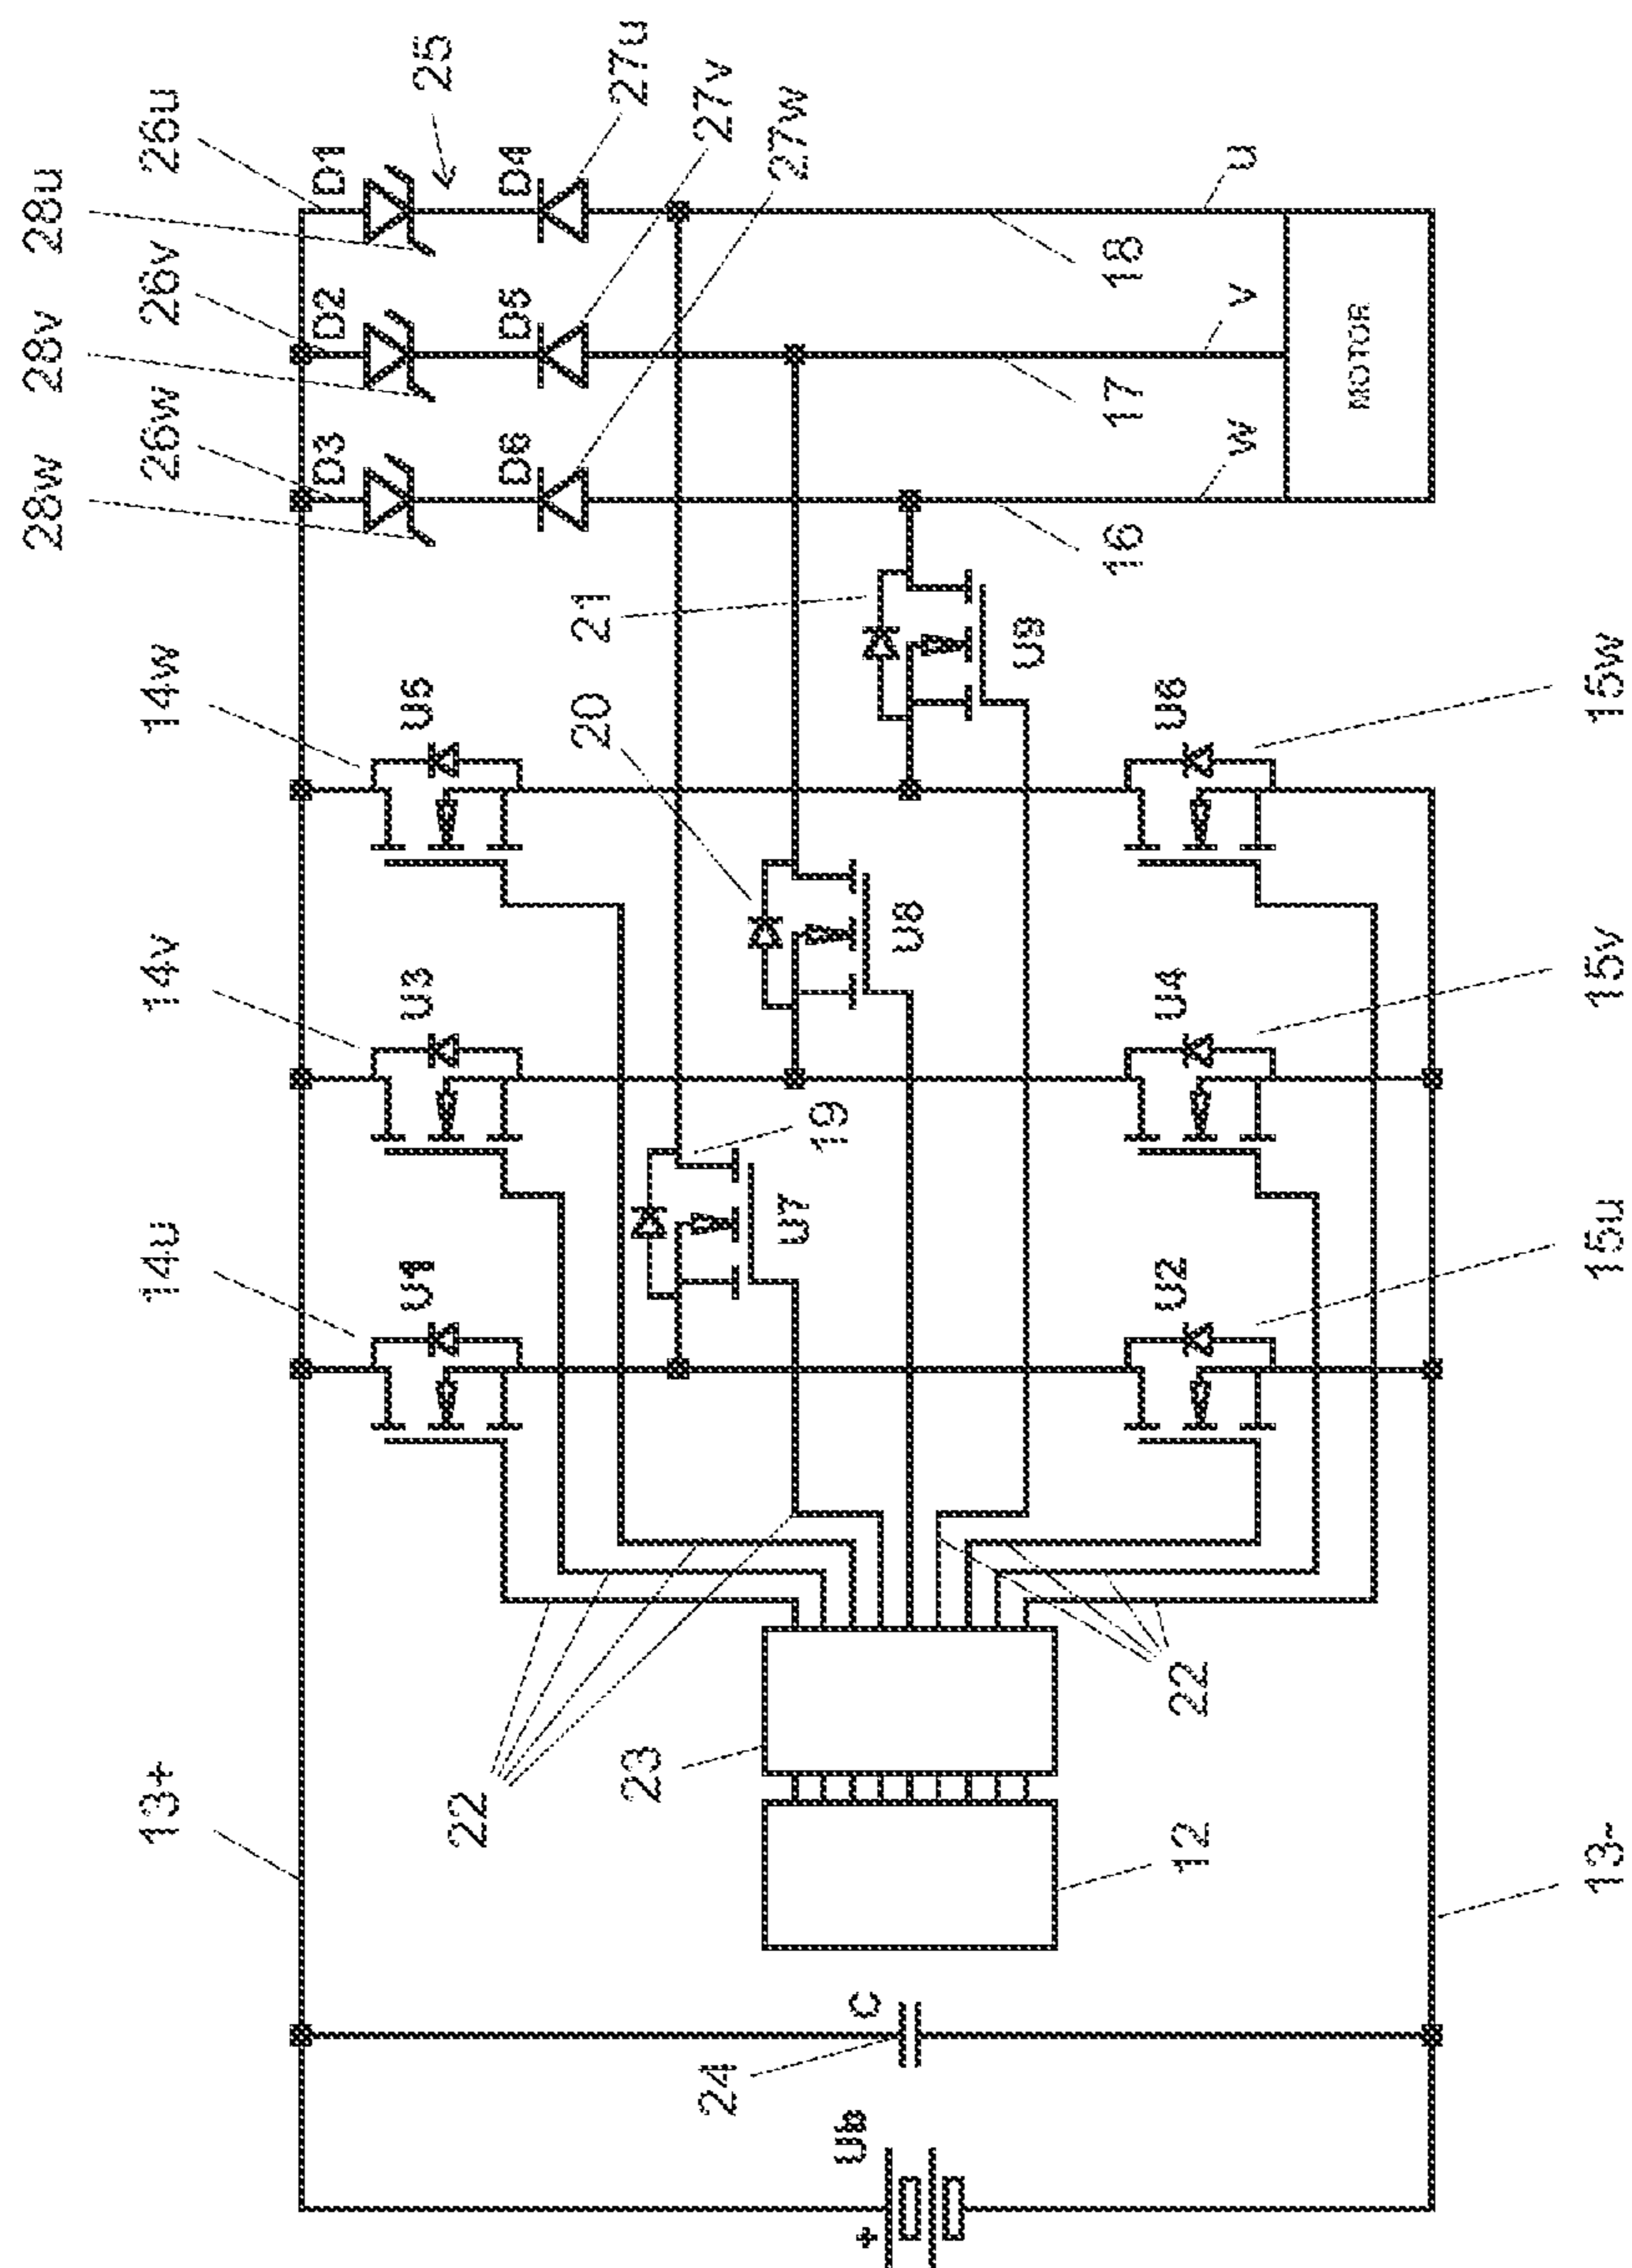 28w
28v
28u
26w
26v
26u
25
D3
D2
D1
D6
D5
D4
27u
27v
27w
14u
14v
14w
U1
U3
U5
19
20
21
U7
U8
U9
16
17
18
w
v
u
MOTOR
U2
U4
U6
15u
15v
15w
22
22
23
12
13+
13-
24
C
Ub
+